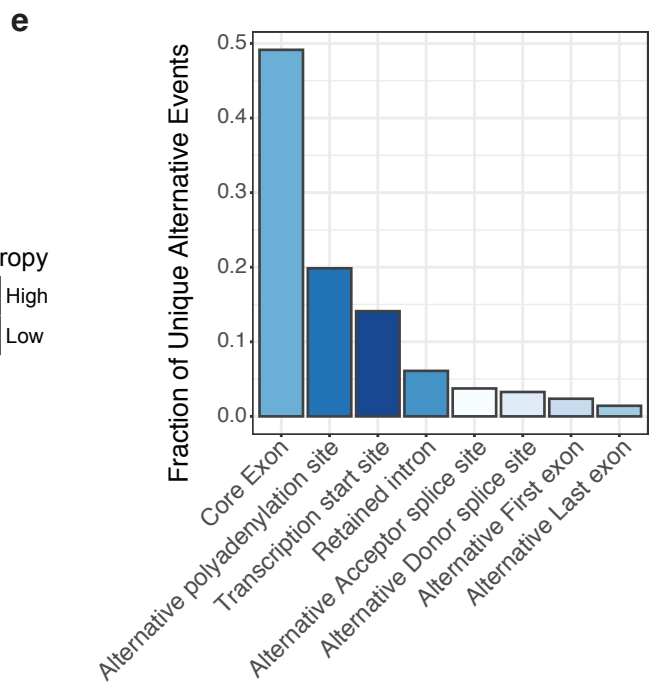 e
ropy
High
Low
Fraction of Unique Alternative Events
0.5
0.4
0.3
0.2
0.1
0.0
Core Exon
Alternative polyadenylation site
Transcription start site
Retained intron
Alternative Acceptor splice site
Alternative Donor splice site
Alternative First exon
Alternative Last exon